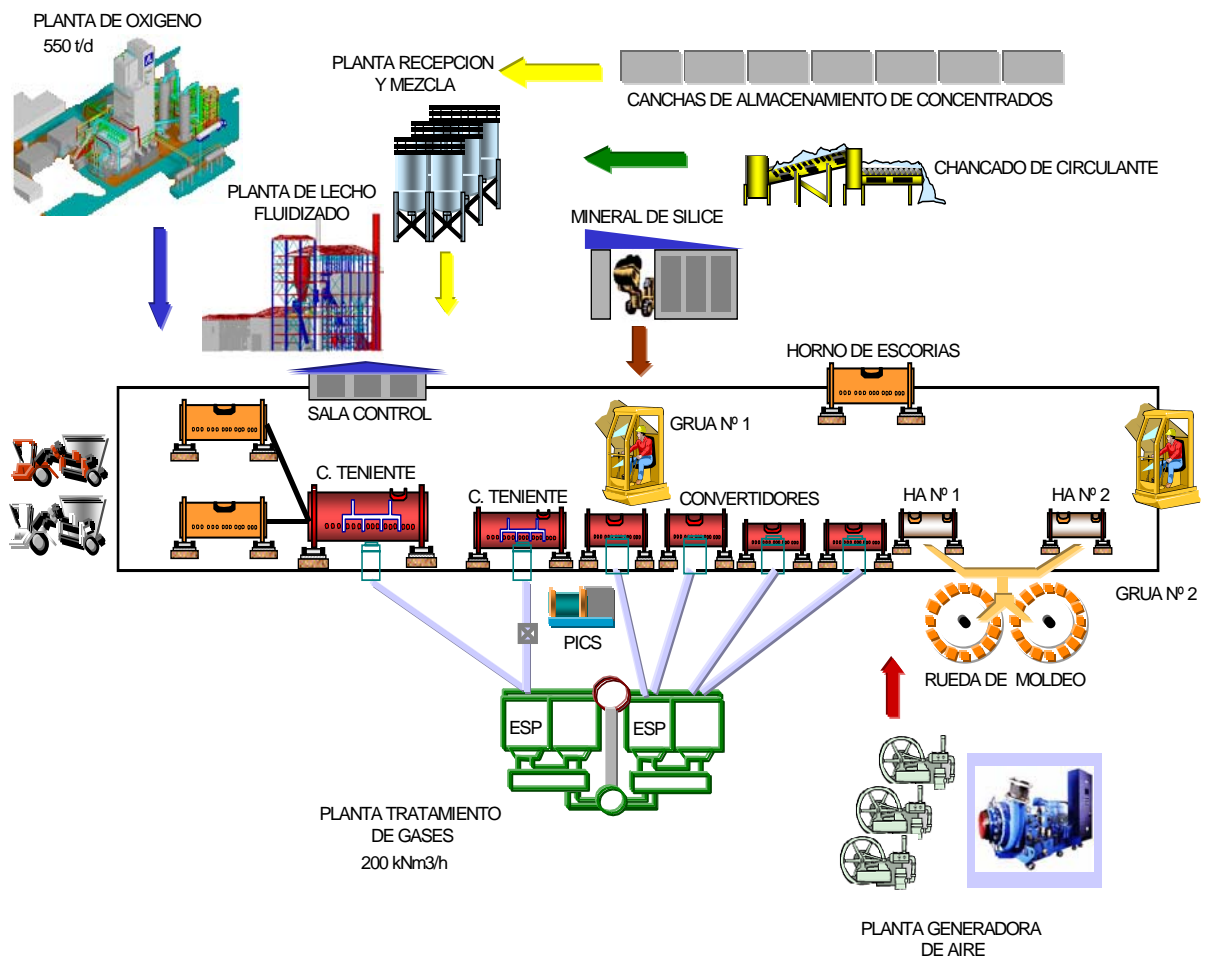 PLANTA DE OXIGENO
550 t/d
PLANTA RECEPCION
Y MEZCLA
CANCHAS DE ALMACENAMIENTO DE CONCENTRADOS
CHANCADO DE CIRCULANTE
PLANTA DE LECHO
FLUIDIZADO
MINERAL DE SILICE
HORNO DE ESCORIAS
SALA CONTROL
GRUA Nº 1
C. TENIENTE
C. TENIENTE
CONVERTIDORES
HA Nº 1
HA Nº 2
GRUA Nº 2
PICS
RUEDA DE MOLDEO
ESP
ESP
PLANTA TRATAMIENTO
DE GASES
200 kNm3/h
PLANTA GENERADORA
DE AIRE